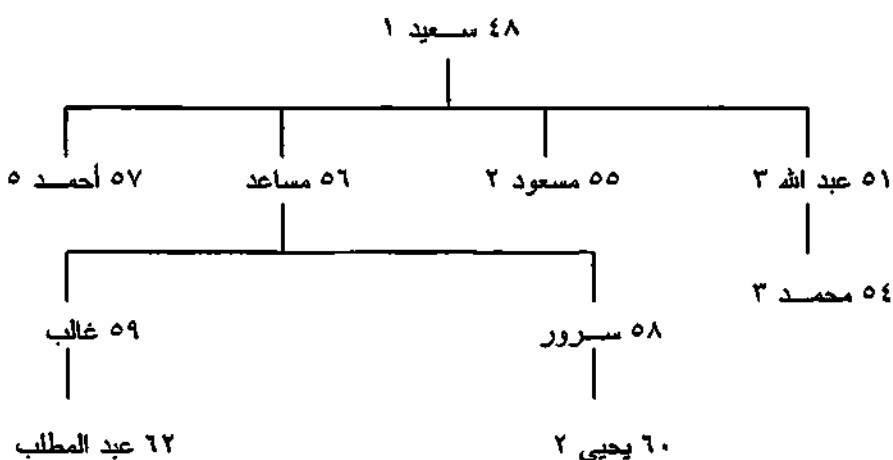 ٤٨ سعيد ١
٥١ عبد الله ٣ ٥٥ مسعود ٢ ٥٦ مساعد ٥٧ أحمد ٥
٥٤ محمد ٣
٥٨ سرور ٥٩ غالب
٦٠ يحيى ٢ ٦٢ عبد المطلب